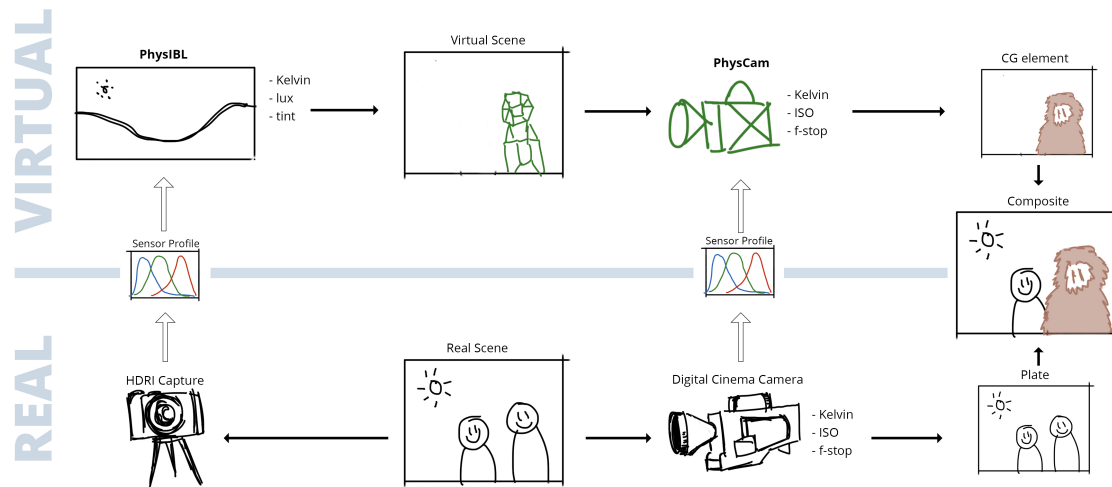 VIRTUAL
PhysIBL
- Kelvin
- lux
- tint
Virtual Scene
PhysCam
- Kelvin
- ISO
- f-stop
CG element
Sensor Profile
Sensor Profile
Composite
REAL
HDRI Capture
Real Scene
Digital Cinema Camera
- Kelvin
- ISO
- f-stop
Plate